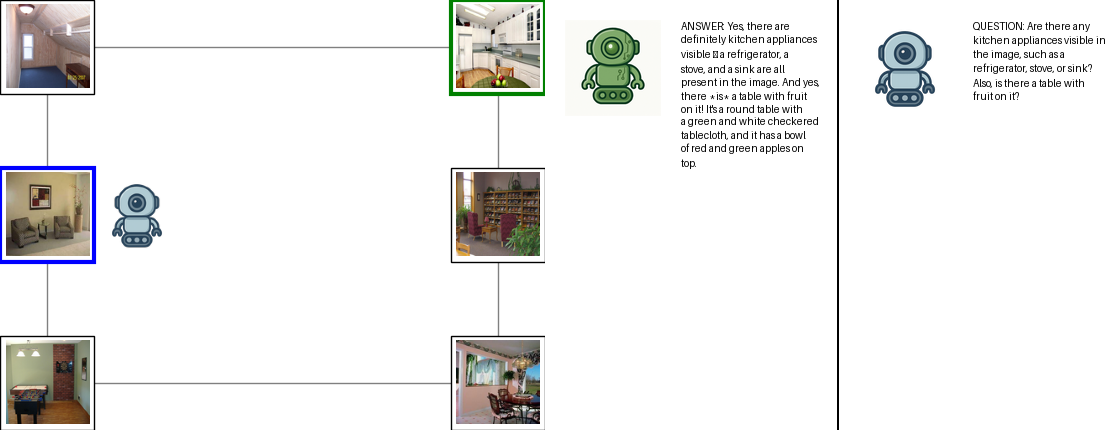 ANSWER: Yes, there are
definitely kitchen appliances
visible a refrigerator, a
stove, and a sink are all
present in the image. And yes,
there *is* a table with fruit
on it! It's a round table with
a green and white checkered
tablecloth, and it has a bowl
of red and green apples on
top.
QUESTION: Are there any
kitchen appliances visible in
the image, such as a
refrigerator, stove, or sink?
Also, is there a table with
fruit on it?